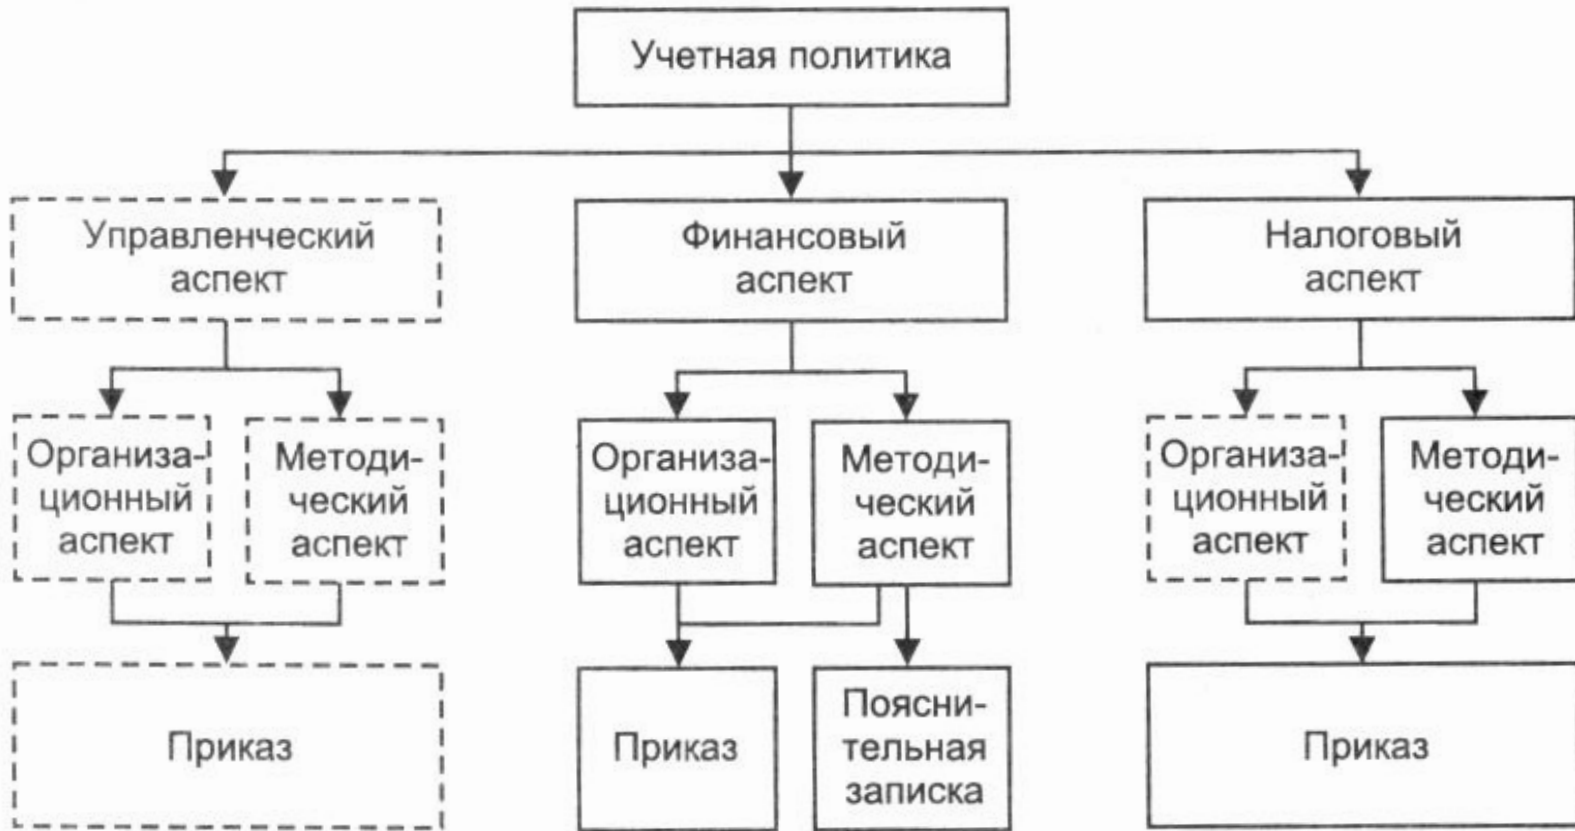 Учетная политика
Управленческий
аспект
Финансовый
аспект
Налоговый
аспект
Организа-
ционный
аспект
Методи-
ческий
аспект
Организа-
ционный
аспект
Методи-
ческий
аспект
Организа-
ционный
аспект
Методи-
ческий
аспект
Приказ
Приказ
Поясни-
тельная
записка
Приказ